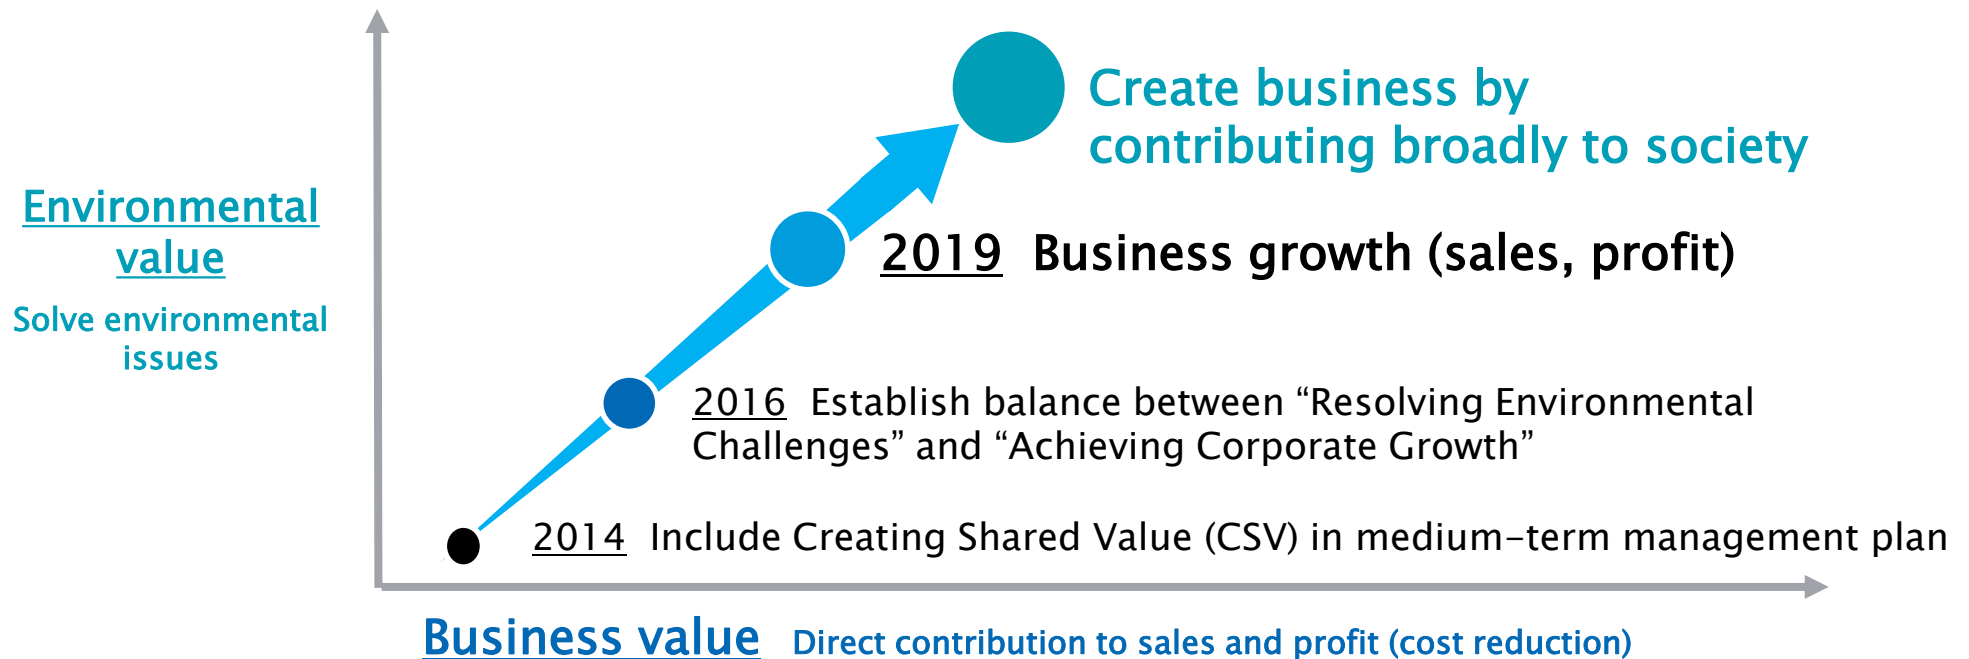 Create business by
contributing broadly to society
Environmental
value
Solve environmental
issues
2019 Business growth (sales, profit)
2016 Establish balance between “Resolving Environmental
Challenges” and “Achieving Corporate Growth”
2014 Include Creating Shared Value (CSV) in medium-term management plan
Business value Direct contribution to sales and profit (cost reduction)